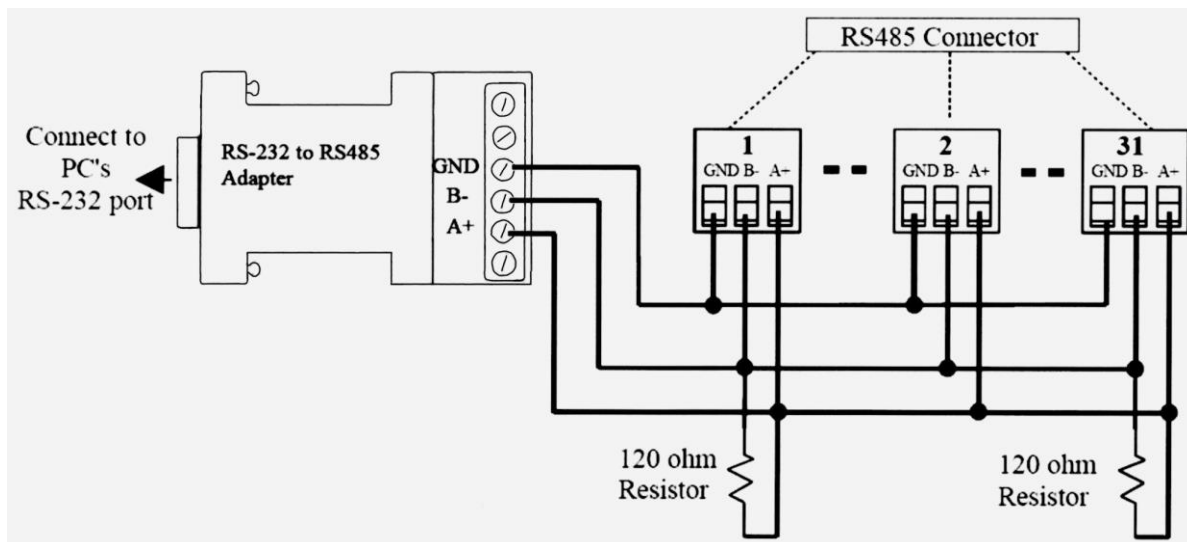 RS485 Connector
Connect to
PC's
RS-232 port
RS-232 to RS485
Adapter
GND
B-
A+
1
GND B- A+
2
GND B- A+
31
GND B- A+
120 ohm
Resistor
120 ohm
Resistor